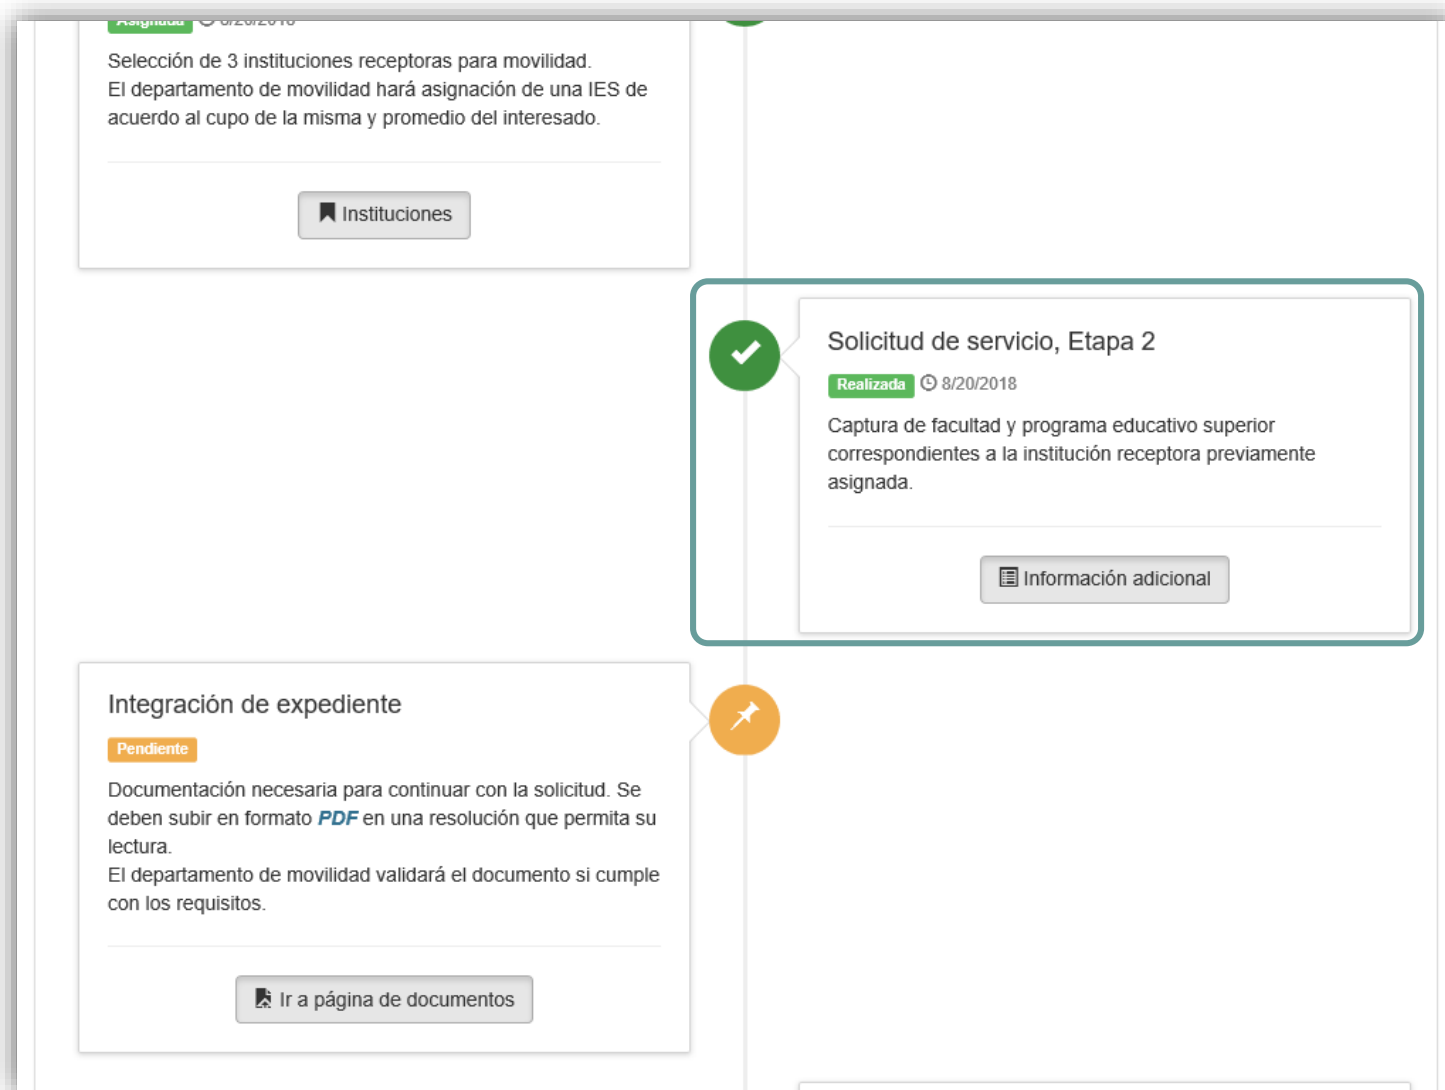 Asignada 8/20/2018
Selección de 3 instituciones receptoras para movilidad.
El departamento de movilidad hará asignación de una IES de
acuerdo al cupo de la misma y promedio del interesado.
Instituciones
Solicitud de servicio, Etapa 2
Realizada 8/20/2018
Captura de facultad y programa educativo superior
correspondientes a la institución receptora previamente
asignada.
Información adicional
Integración de expediente
Pendiente
Documentación necesaria para continuar con la solicitud. Se
deben subir en formato PDF en una resolución que permita su
lectura.
El departamento de movilidad validará el documento si cumple
con los requisitos.
Ir a página de documentos